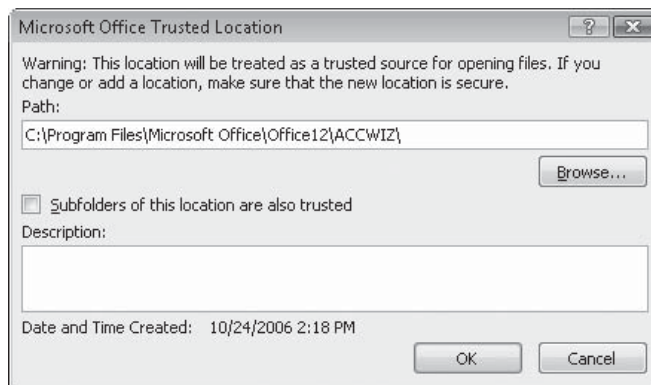 Microsoft Office Trusted Location
Warning: This location will be treated as a trusted source for opening files. If you
change or add a location, make sure that the new location is secure.
Path:
C:\Program Files\Microsoft Office\Office12\ACCWIZ\
Browse...
Subfolders of this location are also trusted
Description:
Date and Time Created: 10/24/2006 2:18 PM
OK Cancel